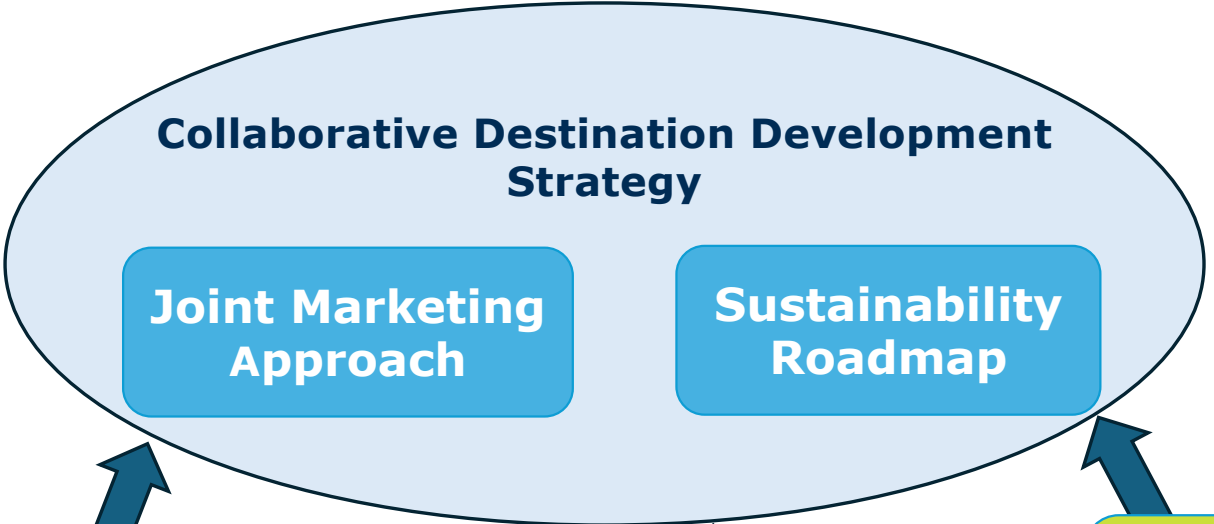 Collaborative Destination Development
Strategy
Joint Marketing
Approach
Sustainability
Roadmap